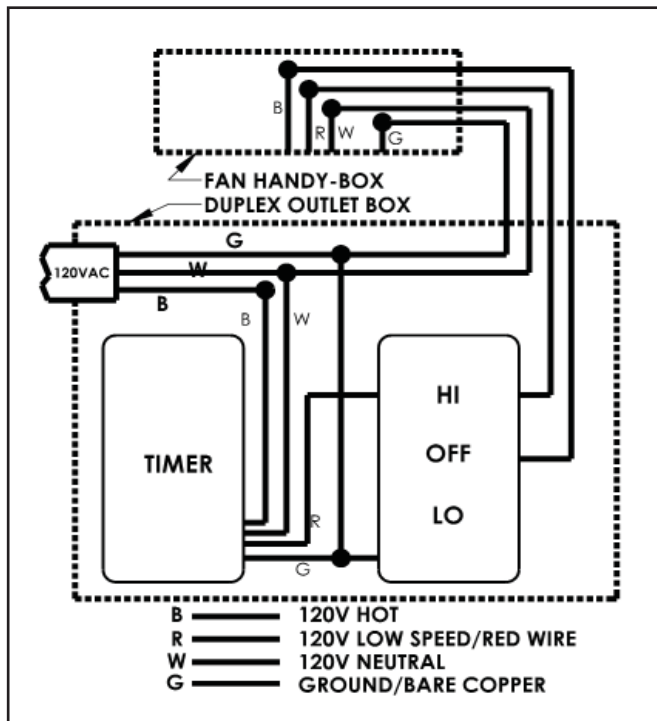 B
R W
G
FAN HANDY-BOX
DUPLEX OUTLET BOX
G
120VAC W
B
B W
HI
TIMER OFF
LO
R
G
B 120V HOT
R 120V LOW SPEED/RED WIRE
W 120V NEUTRAL
G GROUND/BARE COPPER